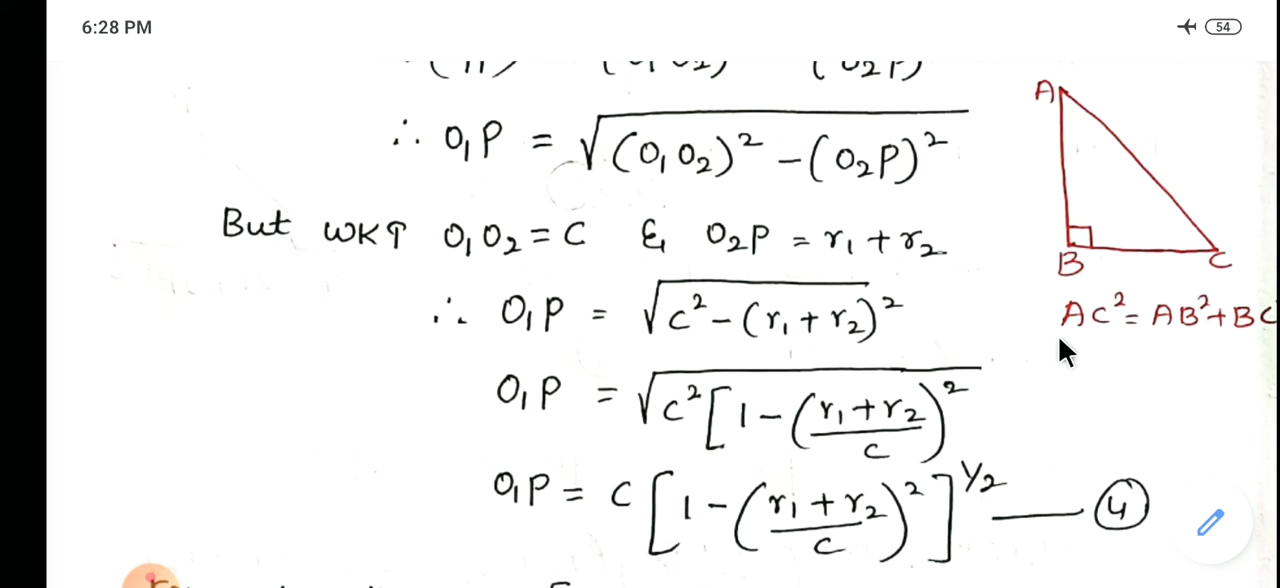 6:28 PM
54
∴ O₁P = √(O₁O₂)² - (O₂P)²
But WKT O₁O₂ = C & O₂P = r₁ + r₂
∴ O₁P = √C² - (r₁ + r₂)²
O₁P = √C² [1 - (r₁ + r₂ / C)²
O₁P = C [1 - (r₁ + r₂ / C)²]^1/2 — ④
A
B
C
AC² = AB² + BC